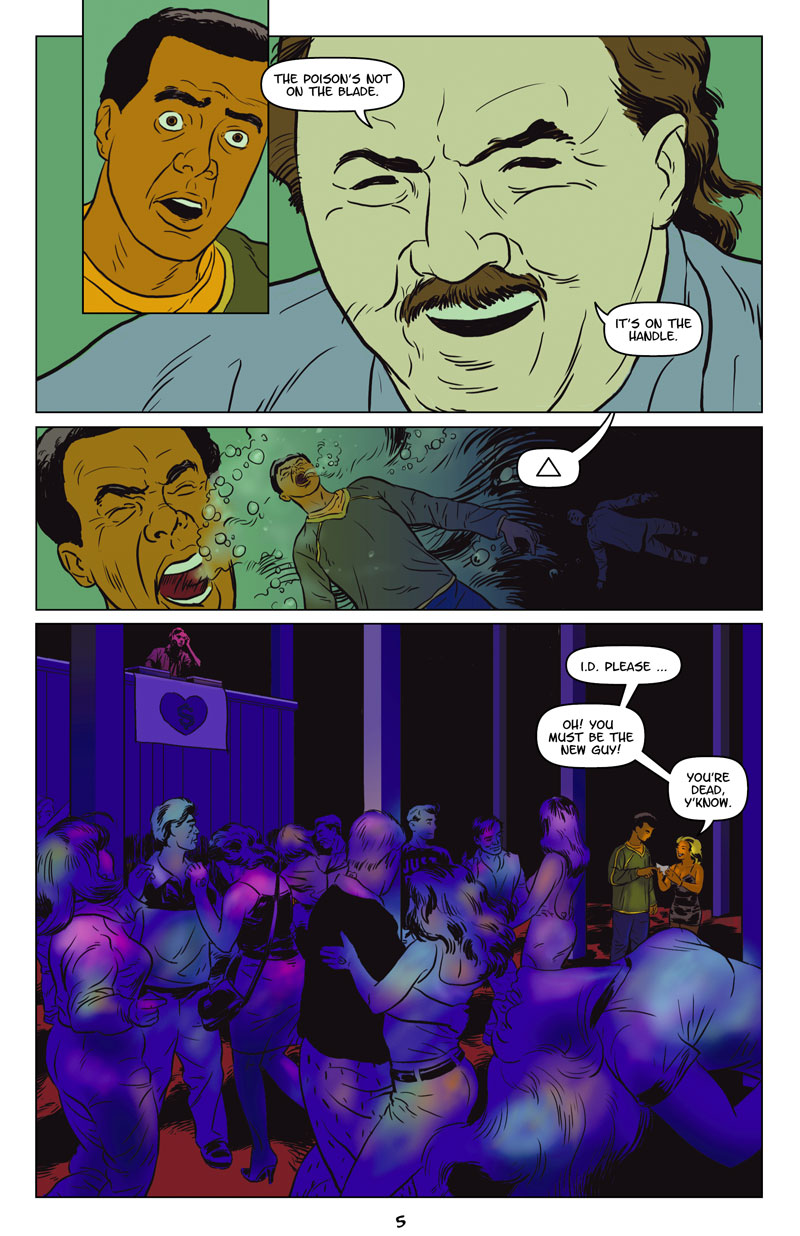 THE POISON'S NOT
ON THE BLADE.
IT'S ON THE
HANDLE.
$
I.D. PLEASE ...
OH! YOU
MUST BE THE
NEW GUY!
YOU'RE
DEAD,
Y'KNOW.
5